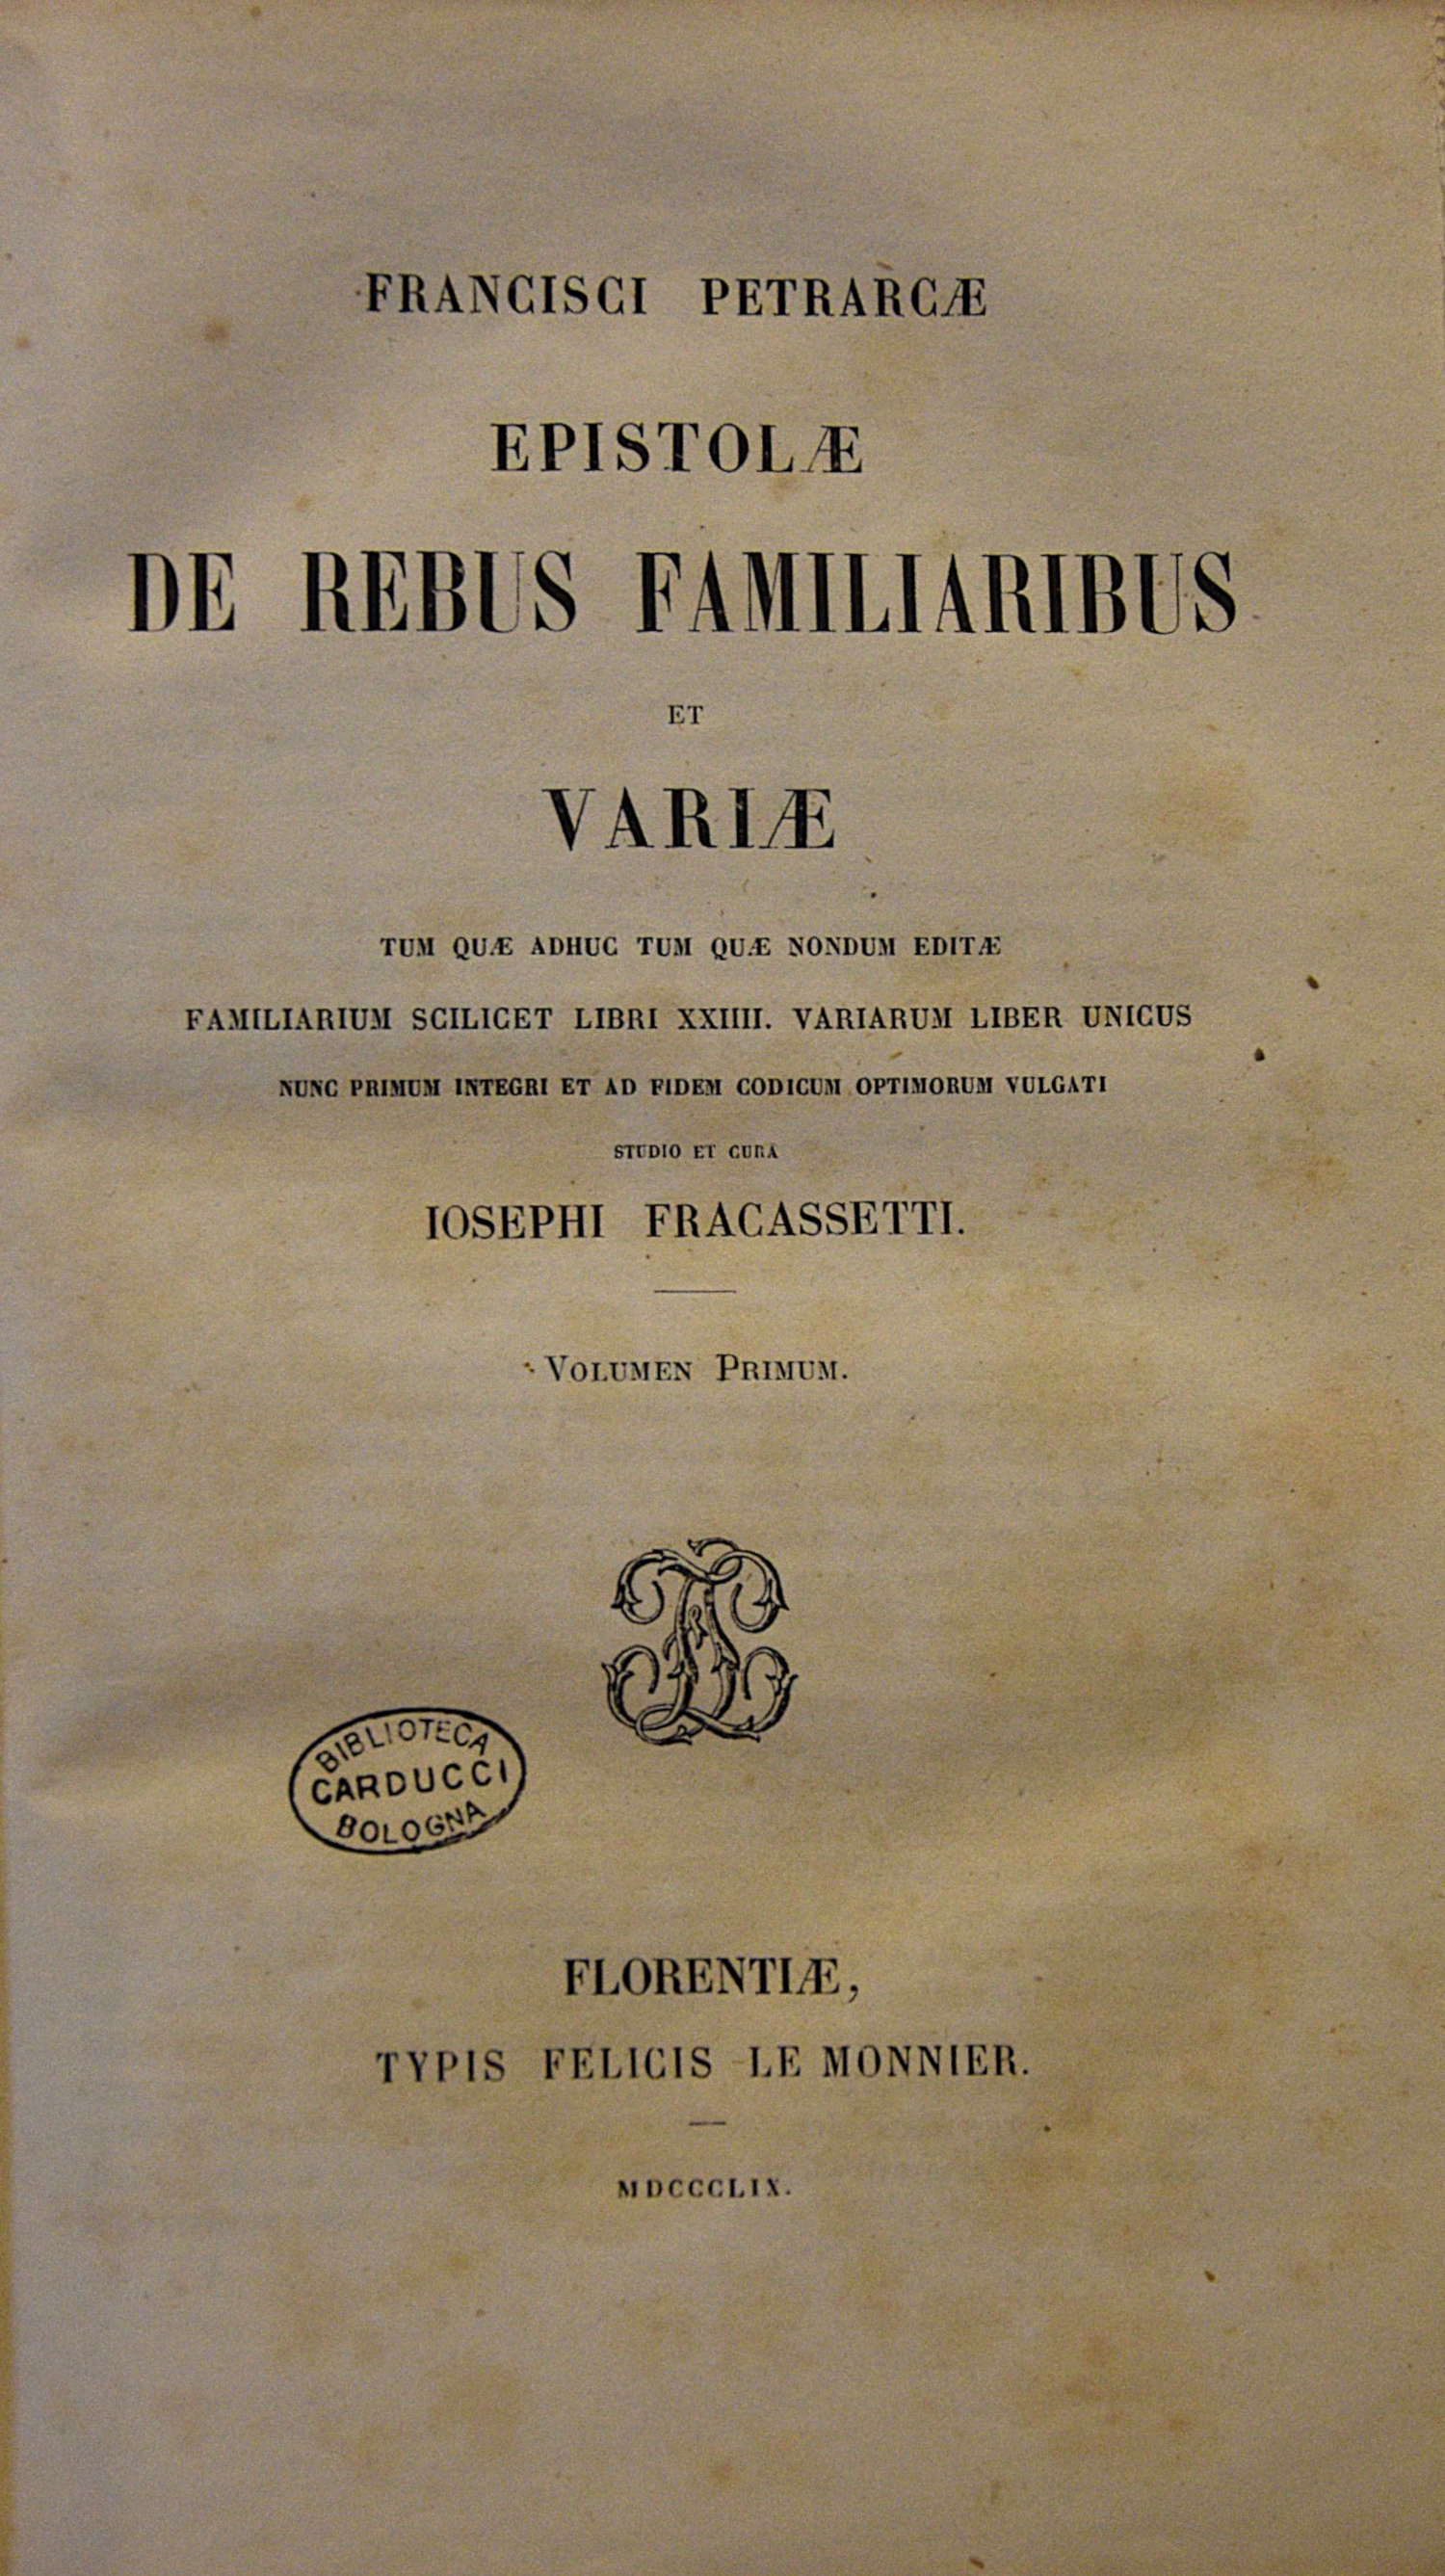 FRANCISCI PETRARCÆ
EPISTOLÆ
DE REBUS FAMILIARIBUS
ET
VARIÆ
TUM QUÆ ADHUC TUM QUÆ NONDUM EDITÆ
FAMILIARIUM SCILICET LIBRI XXIIII. VARIARUM LIBER UNICUS
NUNC PRIMUM INTEGRI ET AD FIDEM CODICUM OPTIMORUM VULGATI
STUDIO ET CURA
IOSEPHI FRACASSETTI.
VOLUMEN PRIMUM.
BIBLIOTECA
CARDUCCI
BOLOGNA
FLORENTIÆ,
TYPIS FELICIS LE MONNIER.
MDCCCLIX.